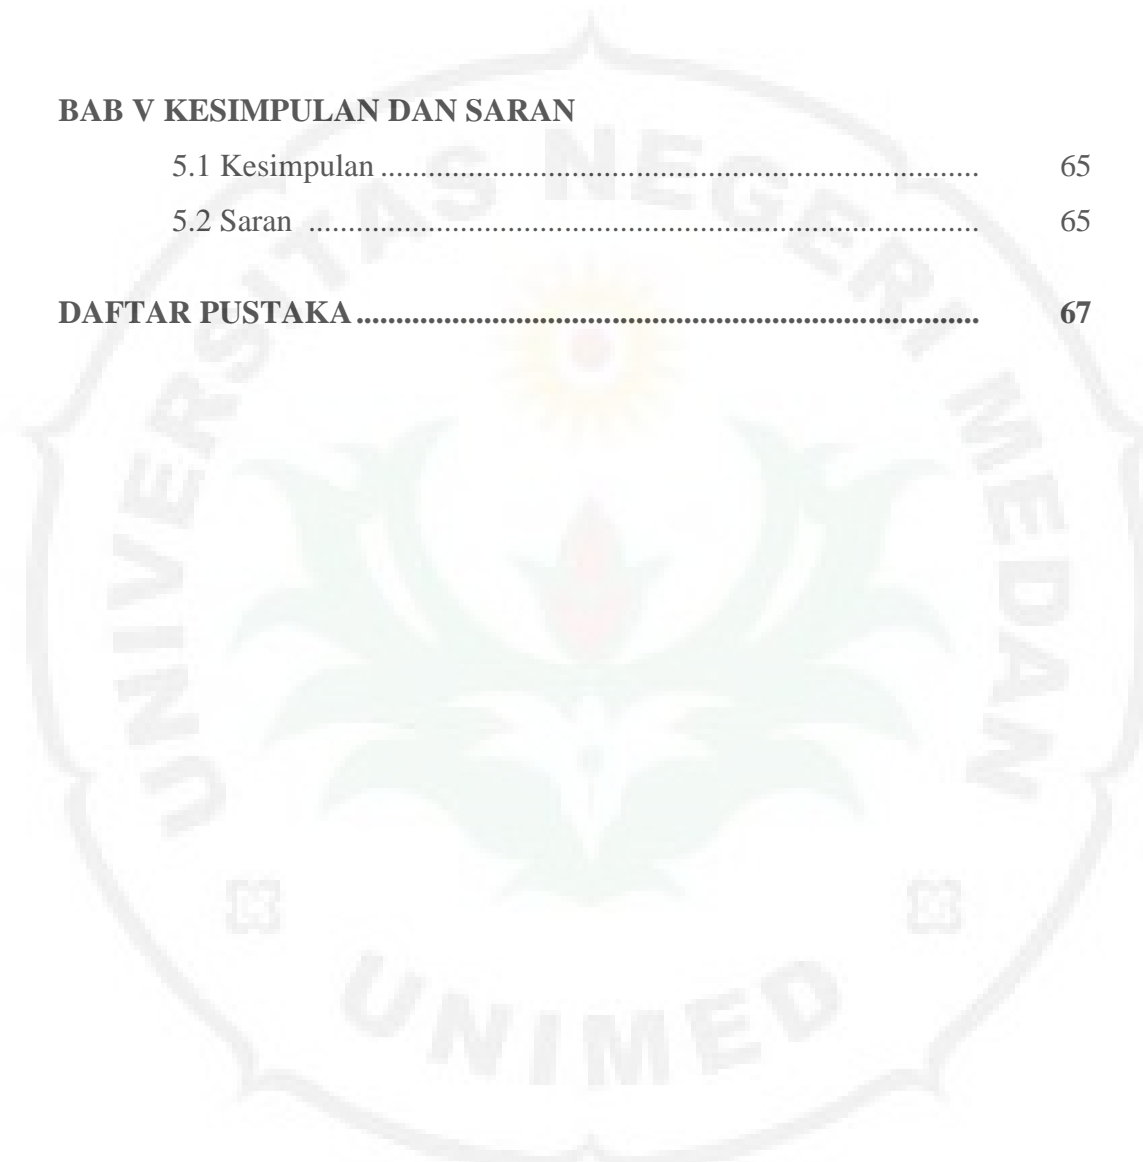 BAB V KESIMPULAN DAN SARAN
5.1 Kesimpulan ............................................................................ 65
5.2 Saran ..................................................................................... 65
DAFTAR PUSTAKA ............................................................................... 67
UNIVERSITAS NEGERI MEDAN
UNIMED